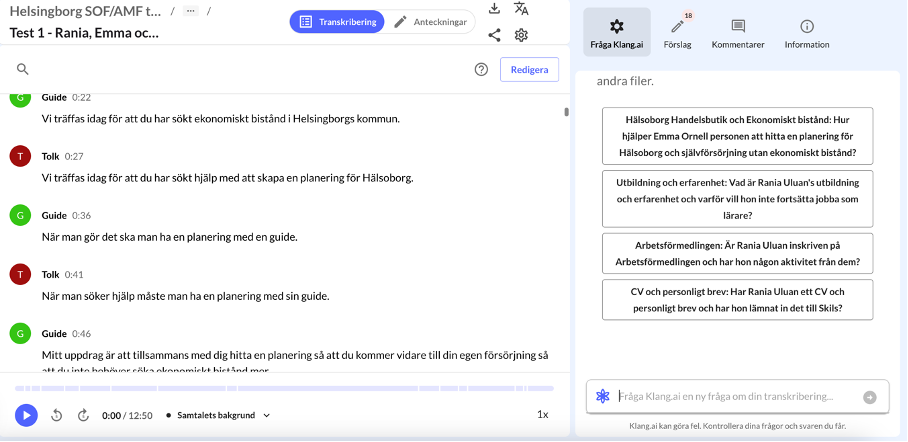 Helsingborg SOF/AMF t... / ... /
Test 1 - Rania, Emma oc...
Transkribering
Anteckningar
Redigera
G Guide 0:22
Vi träffas idag för att du har sökt ekonomiskt bistånd i Helsingborgs kommun.
T Tolk 0:27
Vi träffas idag för att du har sökt hjälp med att skapa en planering för Hälsoborg.
G Guide 0:36
När man gör det ska man ha en planering med en guide.
T Tolk 0:41
När man söker hjälp måste man ha en planering med sin guide.
G Guide 0:46
Mitt uppdrag är att tillsammans med dig hitta en planering så att du kommer vidare till din egen försörjning så
att du inte behöver söka ekonomiskt bistånd mer.
0:00 / 12:50
Samtalets bakgrund
1x
Fråga Klang.ai
18
Förslag
Kommentarer
Information
andra filer.
Hälsoborg Handelsbutik och Ekonomiskt bistånd: Hur
hjälper Emma Ornell personen att hitta en planering för
Hälsoborg och självförsörjning utan ekonomiskt bistånd?
Utbildning och erfarenhet: Vad är Rania Uluan's utbildning
och erfarenhet och varför vill hon inte fortsätta jobba som
lärare?
Arbetsförmedlingen: Är Rania Uluan inskriven på
Arbetsförmedlingen och har hon någon aktivitet från dem?
CV och personligt brev: Har Rania Uluan ett CV och
personligt brev och har hon lämnat in det till Skils?
Fråga Klang.ai en ny fråga om din transkribering...
Klang.ai kan göra fel. Kontrollera dina frågor och svaren du får.